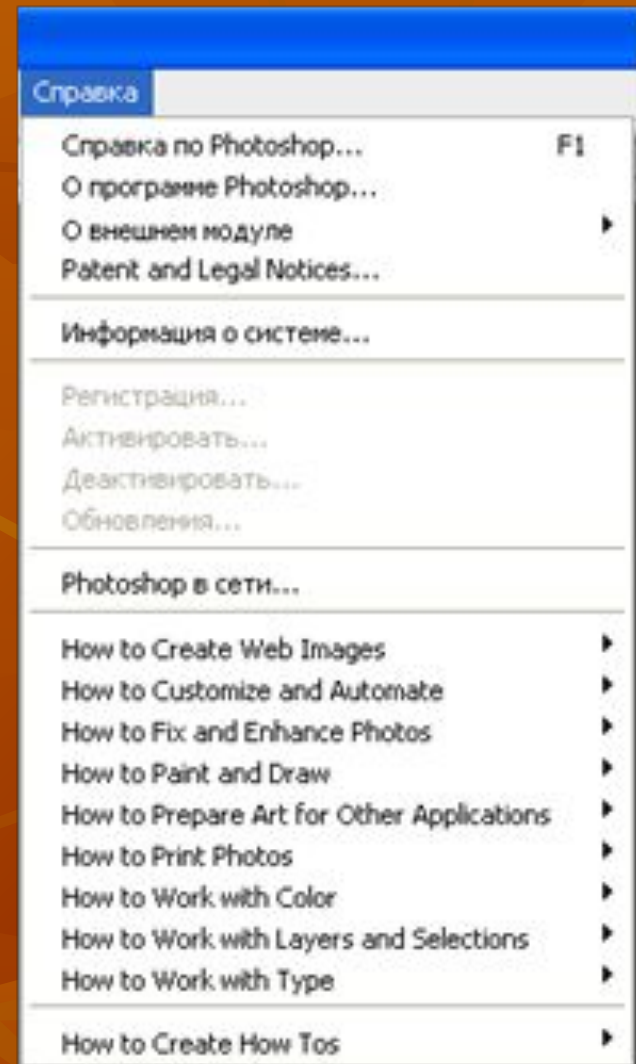 Справка
Справка по Photoshop... F1
О программе Photoshop...
О внешнем модуле
Patent and Legal Notices...
Информация о системе...
Регистрация...
Активировать...
Деактивировать...
Обновления...
Photoshop в сети...
How to Create Web Images
How to Customize and Automate
How to Fix and Enhance Photos
How to Paint and Draw
How to Prepare Art for Other Applications
How to Print Photos
How to Work with Color
How to Work with Layers and Selections
How to Work with Type
How to Create How Tos